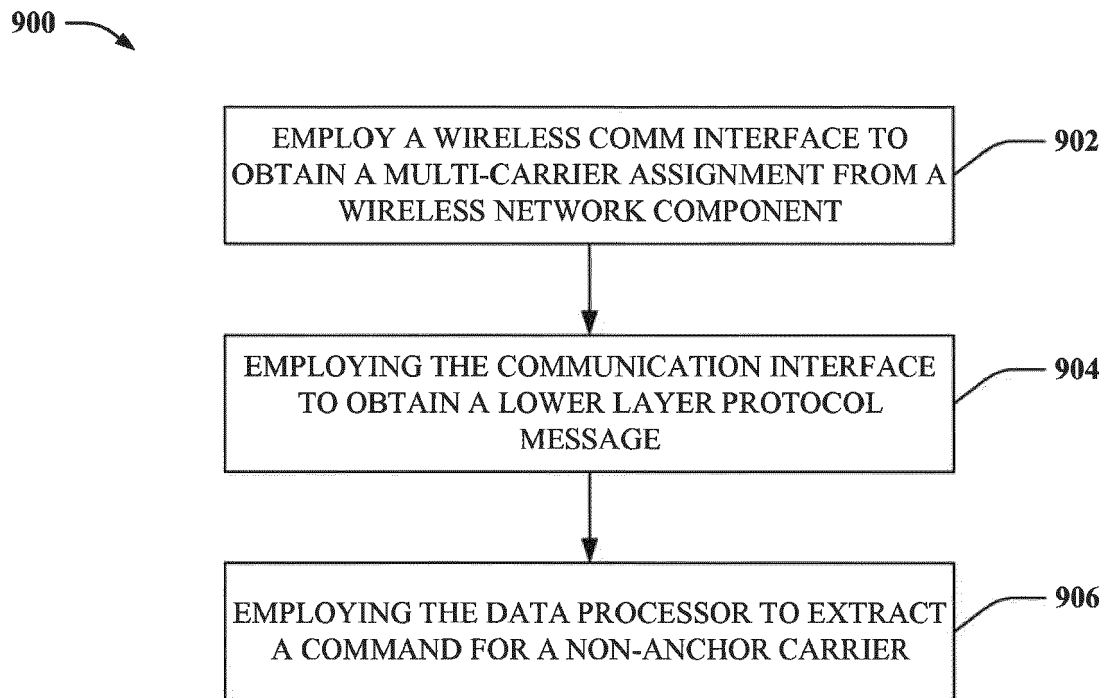 900
EMPLOY A WIRELESS COMM INTERFACE TO
OBTAIN A MULTI-CARRIER ASSIGNMENT FROM A
WIRELESS NETWORK COMPONENT
902
EMPLOYING THE COMMUNICATION INTERFACE
TO OBTAIN A LOWER LAYER PROTOCOL
MESSAGE
904
EMPLOYING THE DATA PROCESSOR TO EXTRACT
A COMMAND FOR A NON-ANCHOR CARRIER
906